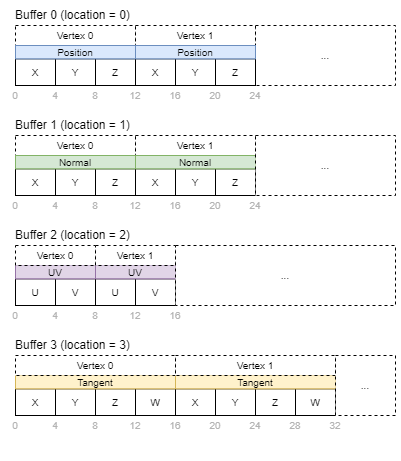 Buffer 0 (location = 0)
Vertex 0 Vertex 1
Position Position ...
X Y Z X Y Z
0 4 8 12 16 20 24
Buffer 1 (location = 1)
Vertex 0 Vertex 1
Normal Normal ...
X Y Z X Y Z
0 4 8 12 16 20 24
Buffer 2 (location = 2)
Vertex 0 Vertex 1
UV UV ...
U V U V
0 4 8 12 16
Buffer 3 (location = 3)
Vertex 0 Vertex 1
Tangent Tangent ...
X Y Z W X Y Z W
0 4 8 12 16 20 24 28 32